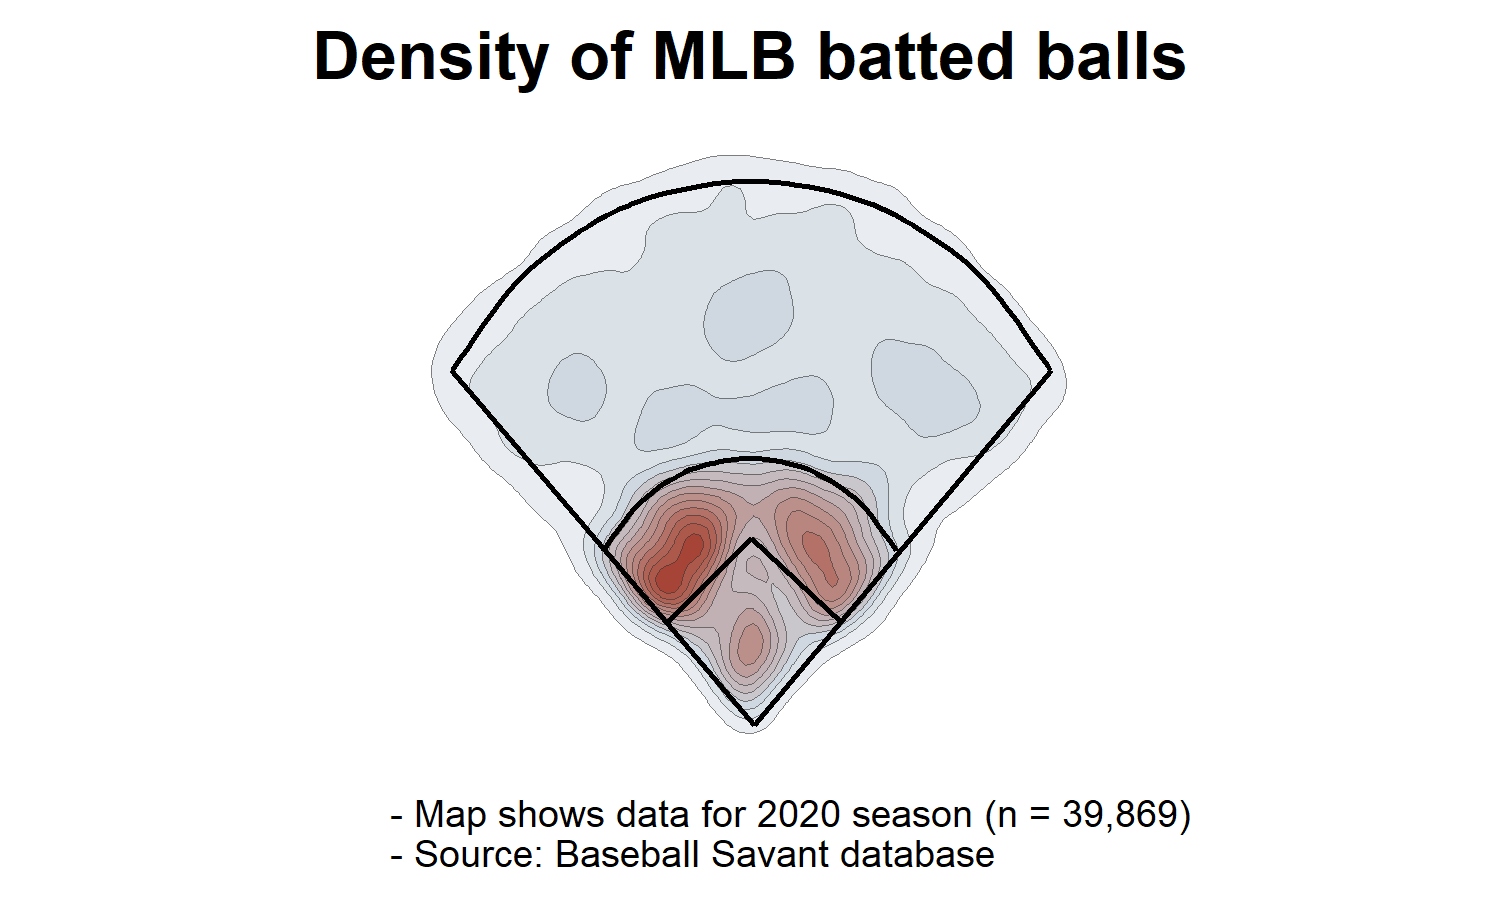 Density of MLB batted balls
- Map shows data for 2020 season (n = 39,869)
- Source: Baseball Savant database